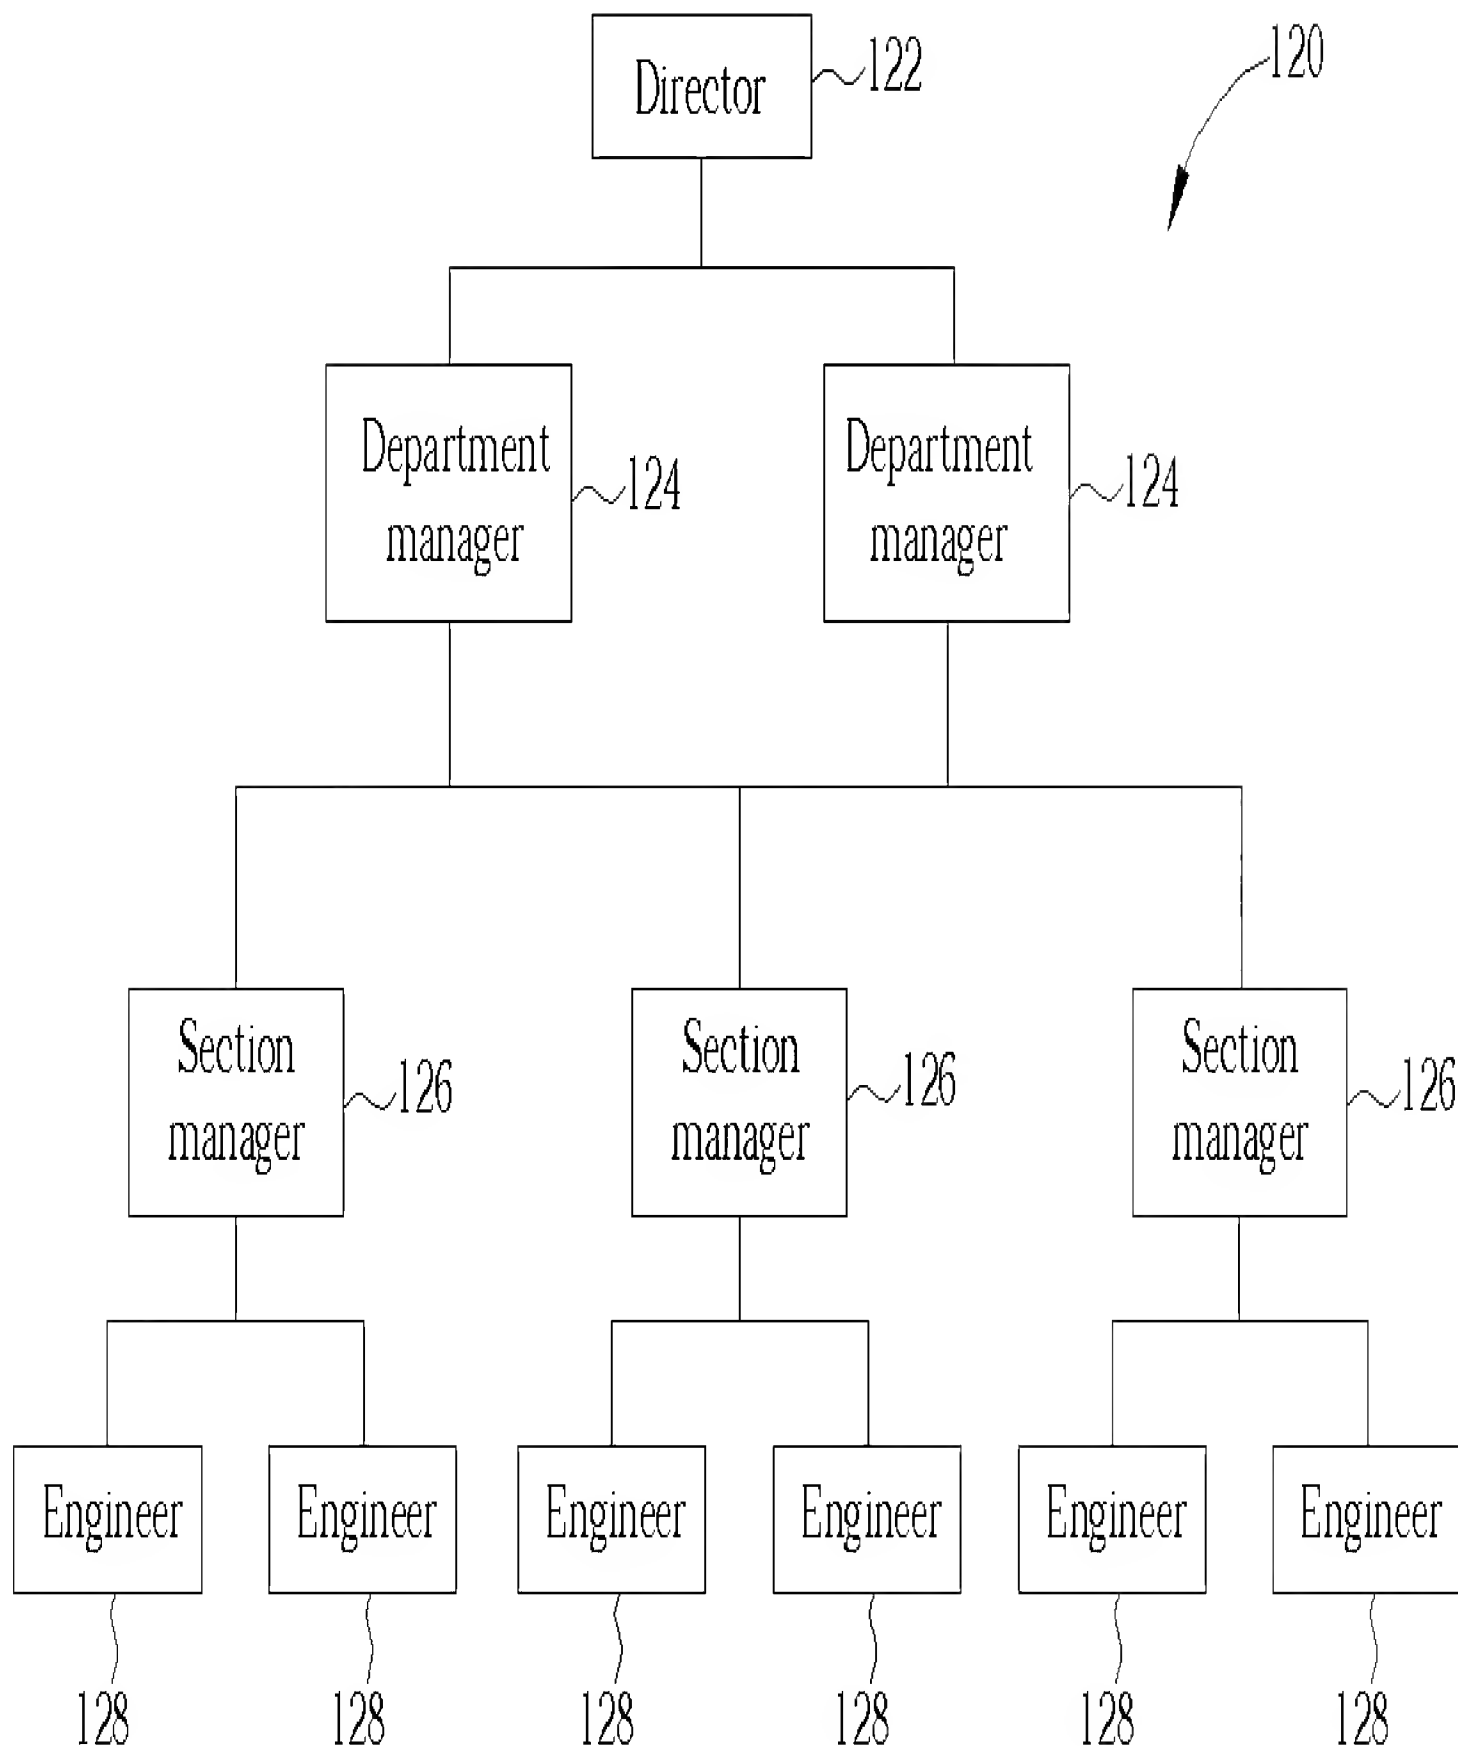 Director
122
120
Department
manager
124
Department
manager
124
Section
manager
126
Section
manager
126
Section
manager
126
Engineer
Engineer
Engineer
Engineer
Engineer
Engineer
128
128
128
128
128
128